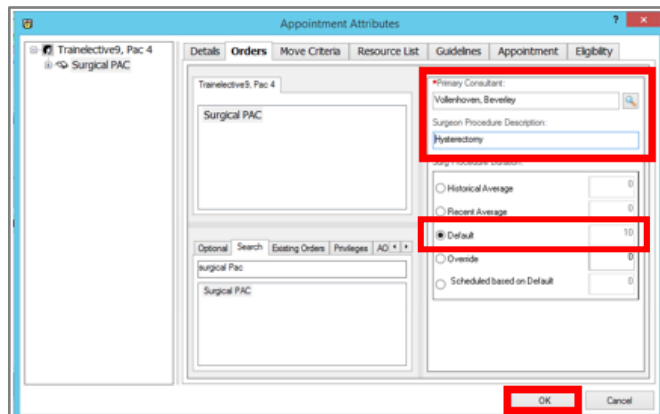 Appointment Attributes
? ×
Trainelective9, Pac 4
Surgical PAC
Details Orders Move Criteria Resource List Guidelines Appointment Eligibility
Trainelective9, Pac 4
Surgical PAC
*Primary Consultant:
Vollenhoven, Beverley
Surgeon Procedure Description:
Hysterectomy
Surg Procedure Duration:
Historical Average 0
Recent Average 0
Default 10
Override 0
Scheduled based on Default 0
Optional Search Existing Orders Privileges AO
surgical Pac
Surgical PAC
OK Cancel